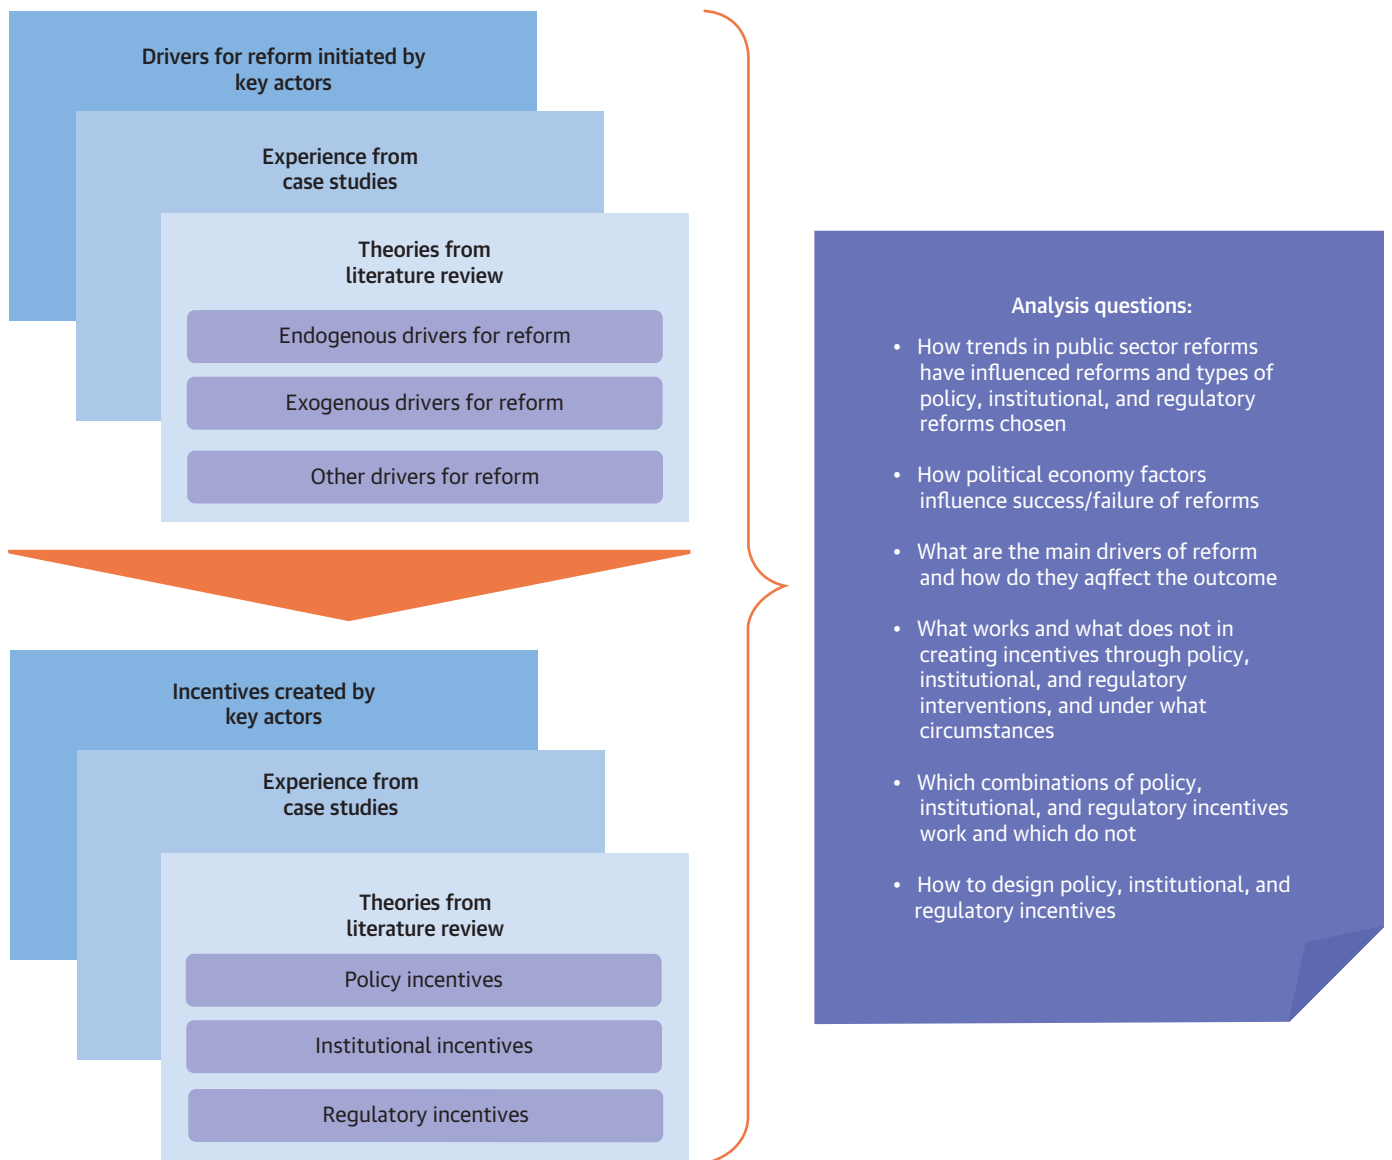 Drivers for reform initiated by
key actors
Experience from
case studies
Theories from
literature review
Endogenous drivers for reform
Exogenous drivers for reform
Other drivers for reform
Incentives created by
key actors
Experience from
case studies
Theories from
literature review
Policy incentives
Institutional incentives
Regulatory incentives
Analysis questions:
• How trends in public sector reforms
have influenced reforms and types of
policy, institutional, and regulatory
reforms chosen
• How political economy factors
influence success/failure of reforms
• What are the main drivers of reform
and how do they aqffect the outcome
• What works and what does not in
creating incentives through policy,
institutional, and regulatory
interventions, and under what
circumstances
• Which combinations of policy,
institutional, and regulatory incentives
work and which do not
• How to design policy, institutional, and
regulatory incentives